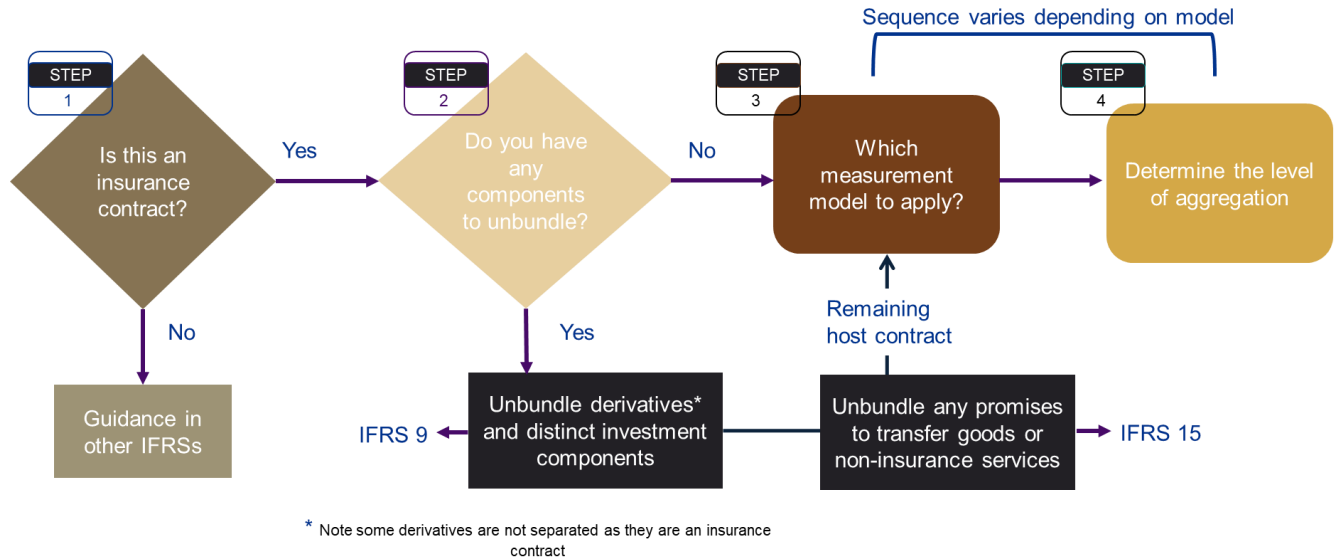 Sequence varies depending on model
STEP
1
STEP
2
STEP
3
STEP
4
Is this an
insurance
contract?
Yes
Do you have
any
components
to unbundle?
No
Which
measurement
model to apply?
Determine the level
of aggregation
No
Yes
Remaining
host contract
Guidance in
other IFRSs
IFRS 9
Unbundle derivatives*
and distinct investment
components
Unbundle any promises
to transfer goods or
non-insurance services
IFRS 15
* Note some derivatives are not separated as they are an insurance
contract